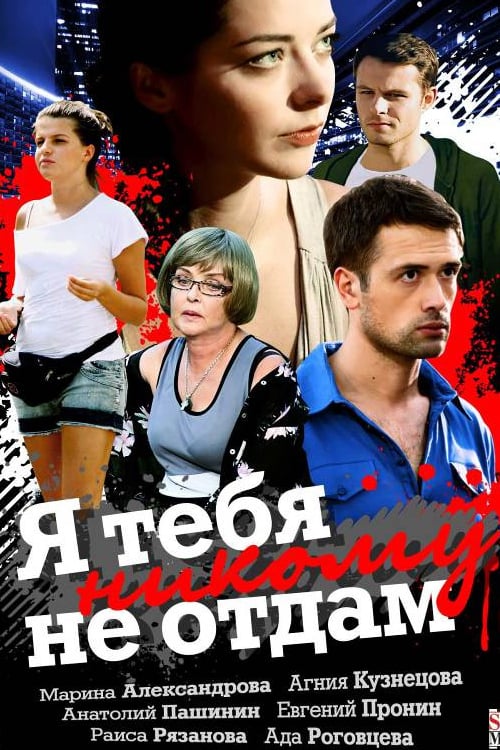 Я тебя
никому
не отдам
Марина Александрова Агния Кузнецова
Анатолий Пашинин Евгений Пронин
Раиса Рязанова Ада Роговцева
S
M